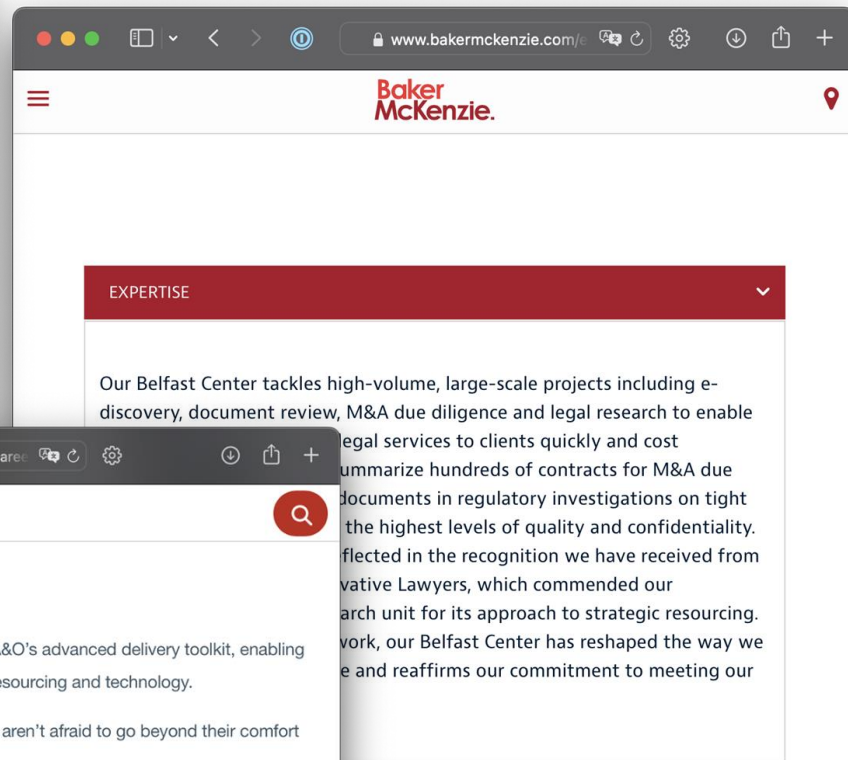 www.bakermckenzie.com/e
Baker
McKenzie.
EXPERTISE
Our Belfast Center tackles high-volume, large-scale projects including e-
discovery, document review, M&A due diligence and legal research to enable
legal services to clients quickly and cost
ummarize hundreds of contracts for M&A due
documents in regulatory investigations on tight
the highest levels of quality and confidentiality.
eflected in the recognition we have received from
vative Lawyers, which commended our
arch unit for its approach to strategic resourcing.
work, our Belfast Center has reshaped the way we
e and reaffirms our commitment to meeting our
aree
&O's advanced delivery toolkit, enabling
esourcing and technology.
aren't afraid to go beyond their comfort